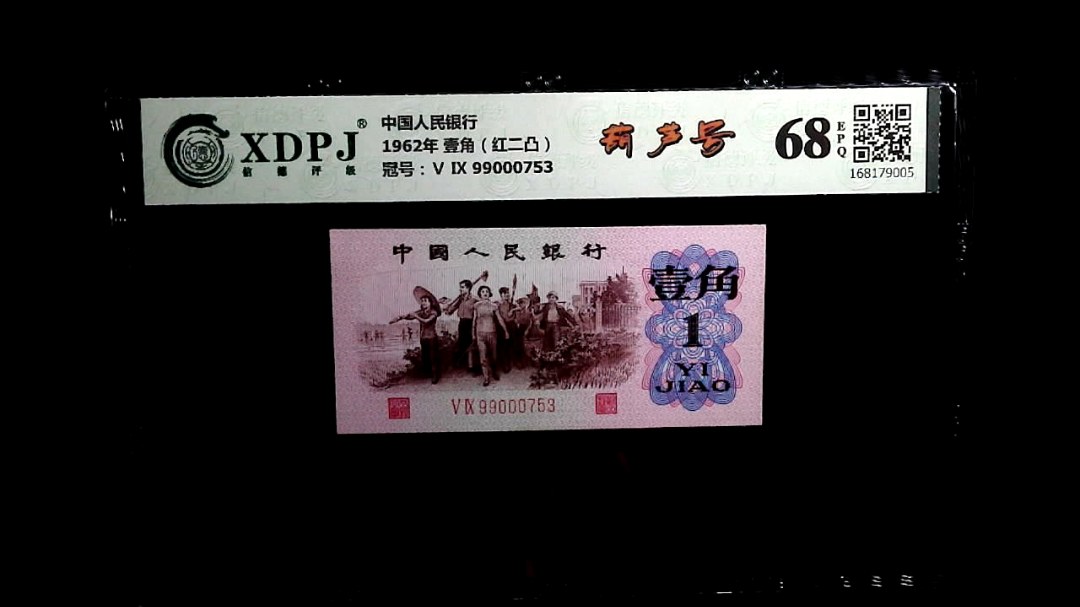 XDPJ®
信德评级
中国人民银行
1962年 壹角（红二凸）
冠号：V IX 99000753
葫芦号
68
EPQ
168179005
中國人民銀行
壹角
1
YI
JIAO
V IX 99000753